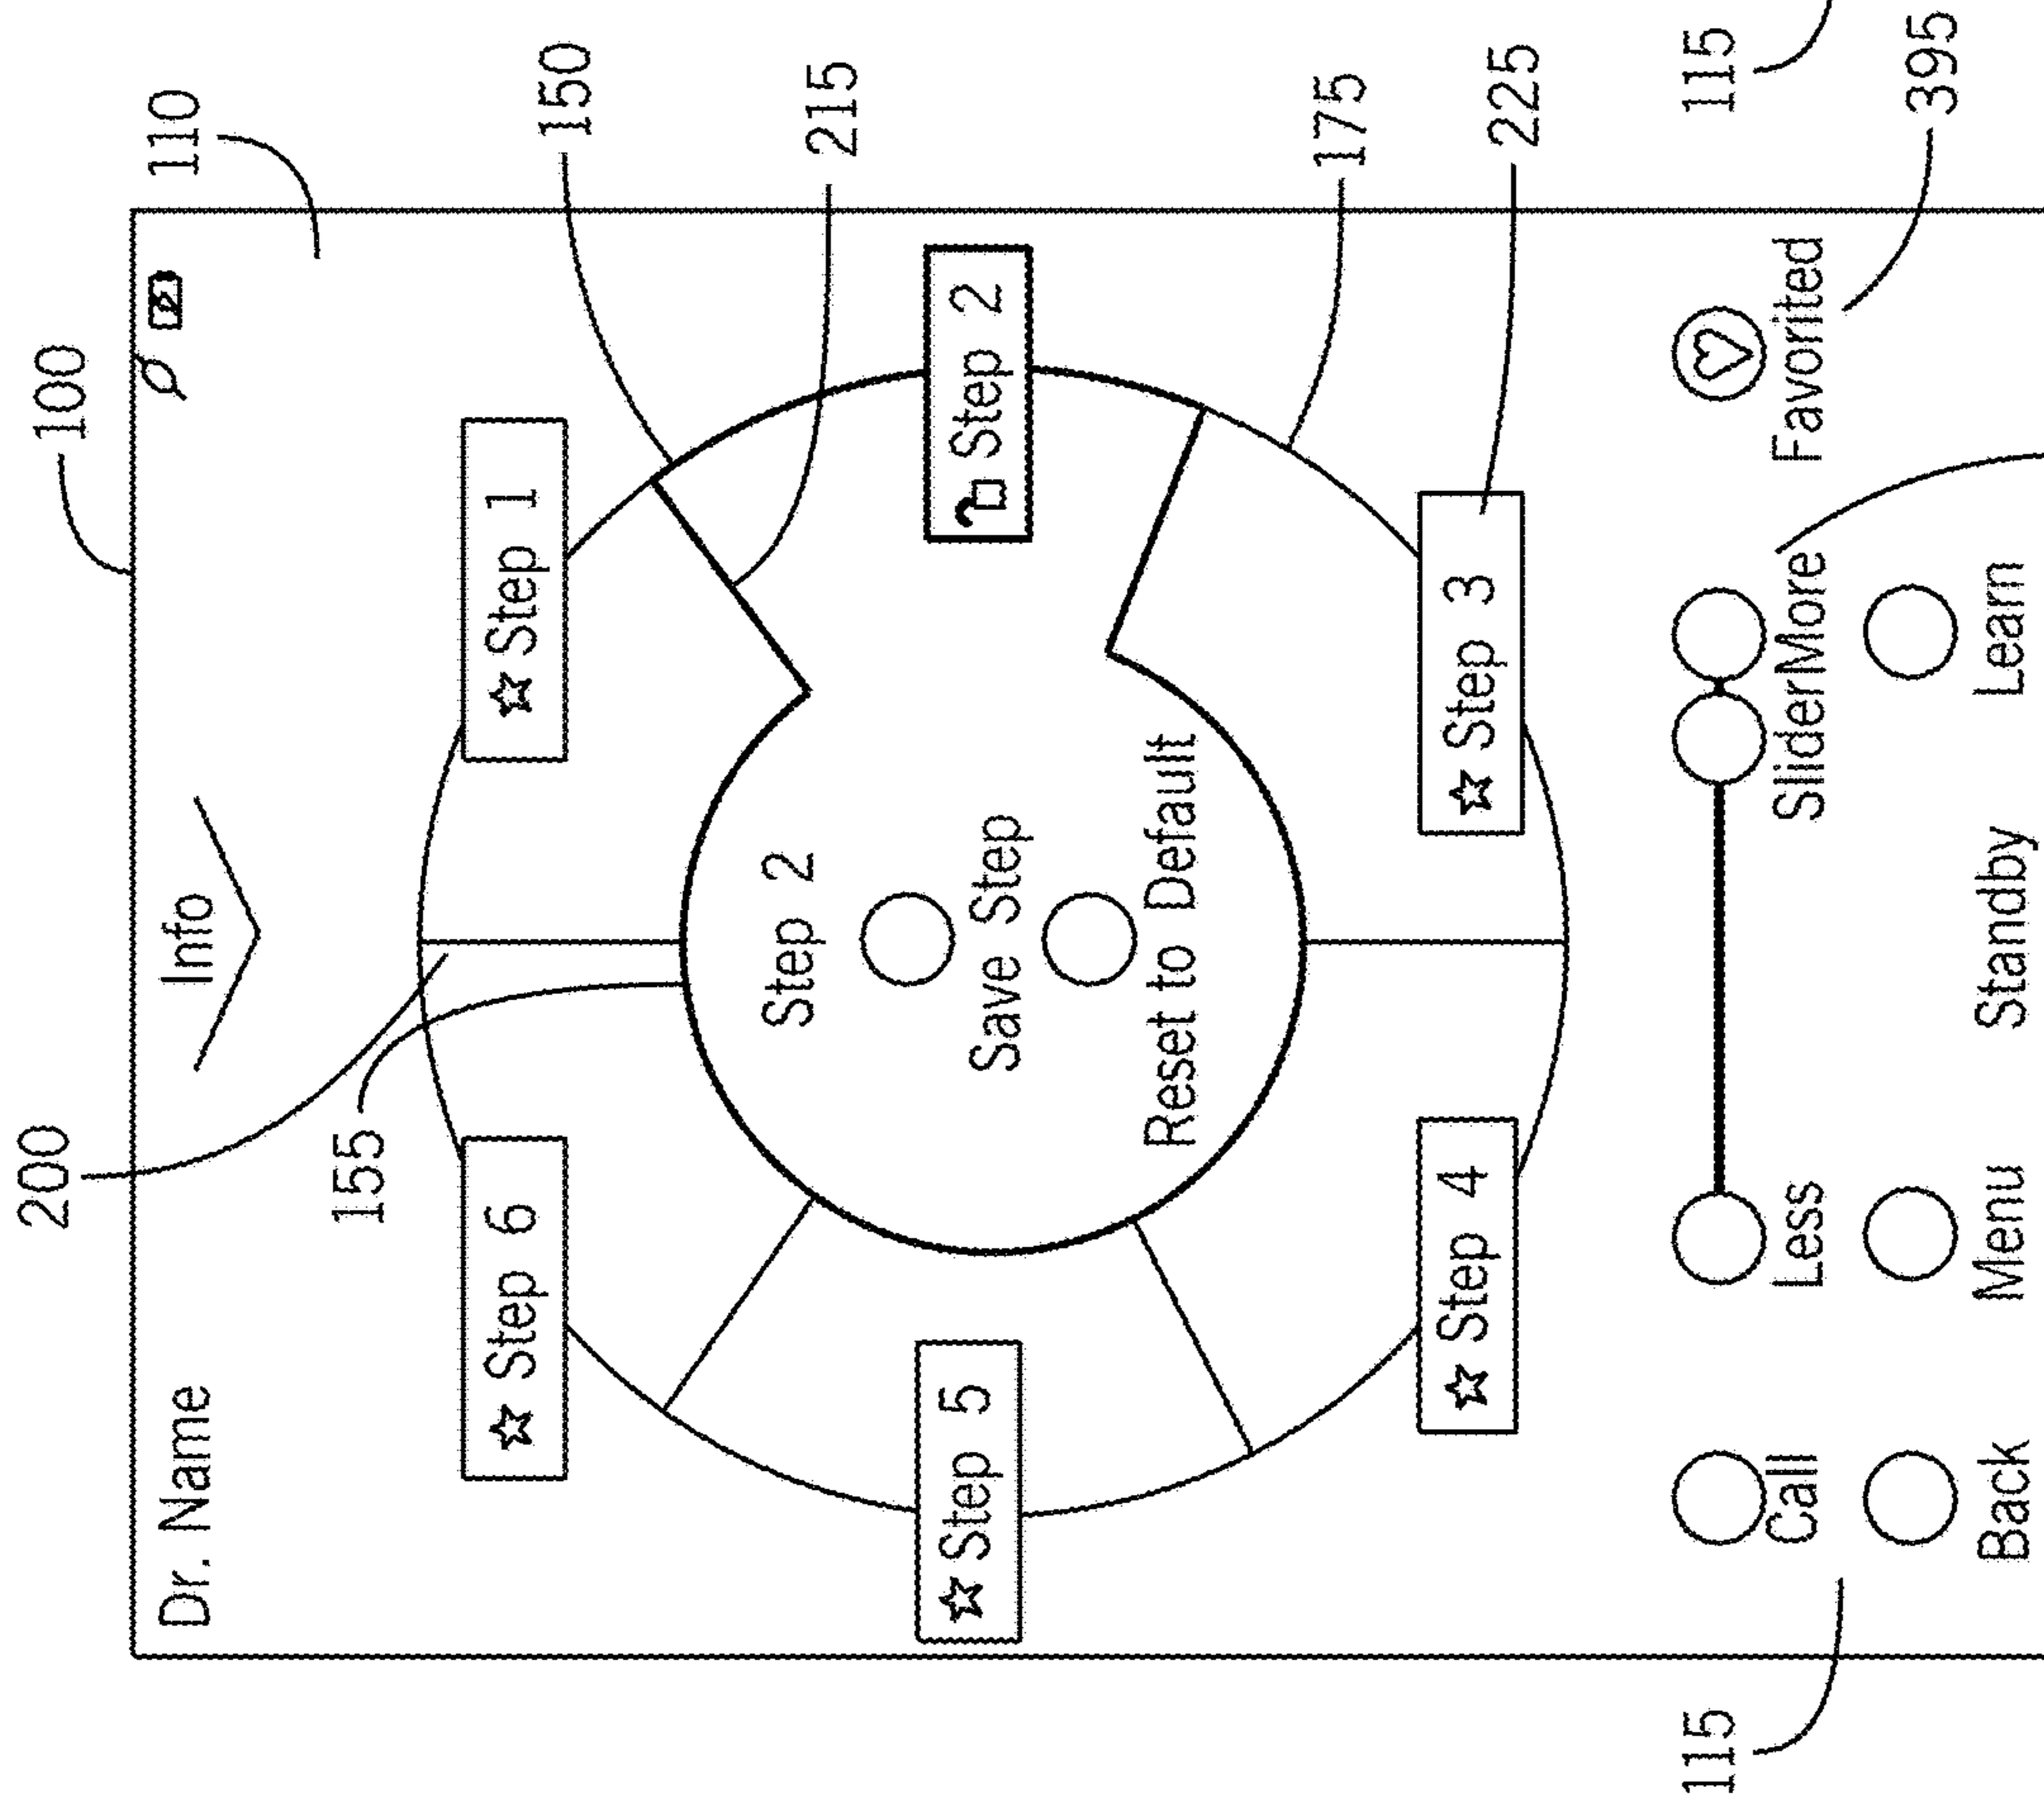 200
100
Dr. Name
Info
110
155
☆ Step 6
☆ Step 1
150
Step 2
215
☆ Step 5
Step 2
Save Step
Reset to Default
175
☆ Step 4
☆ Step 3
225
115
115
Call
Less
SliderMore
Favorited
395
Back
Menu
Standby
Learn